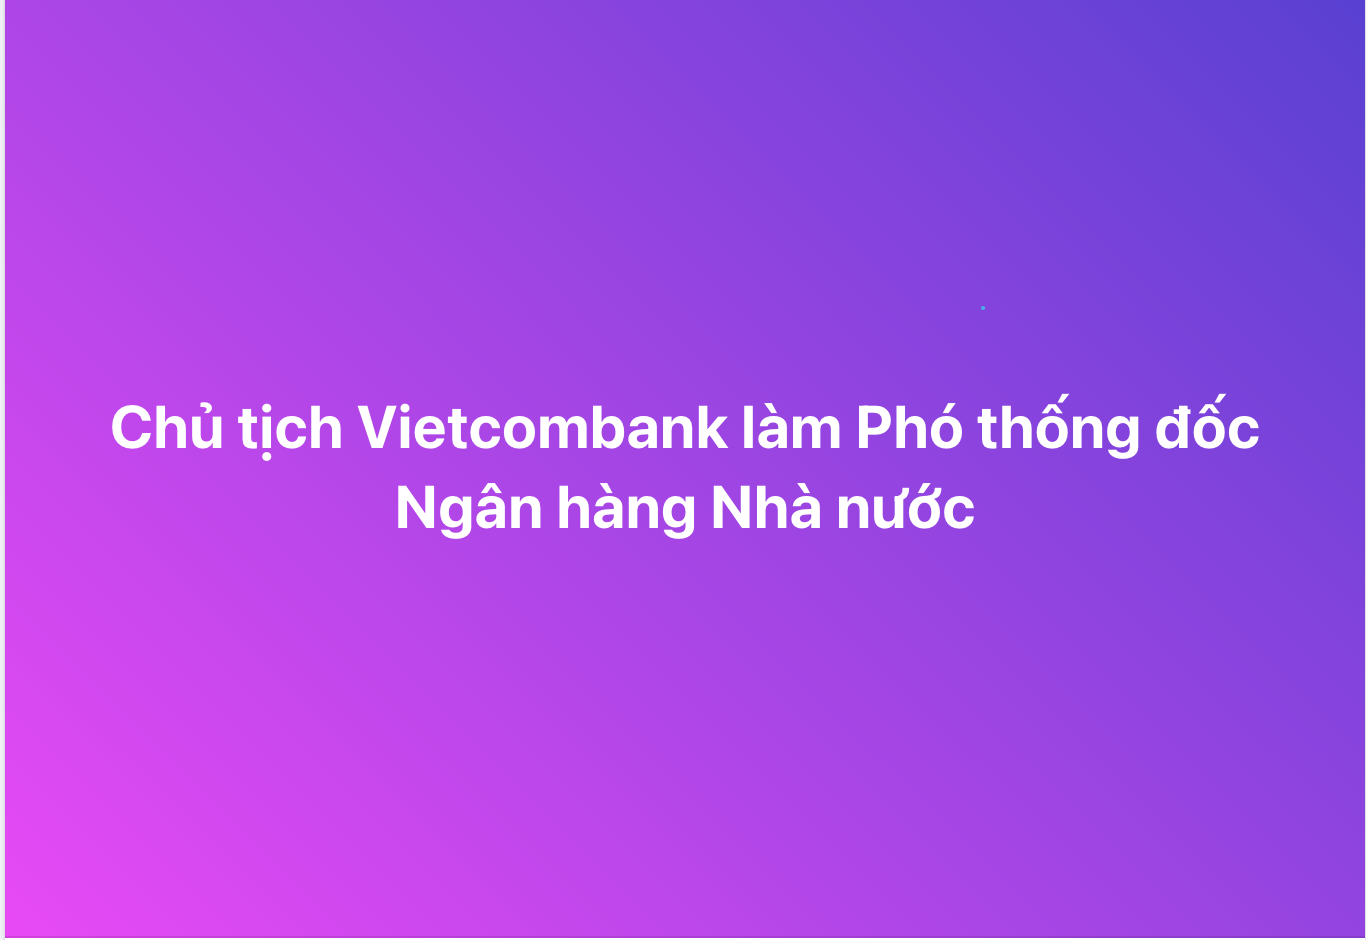 Chủ tịch Vietcombank làm Phó thống đốc
Ngân hàng Nhà nước